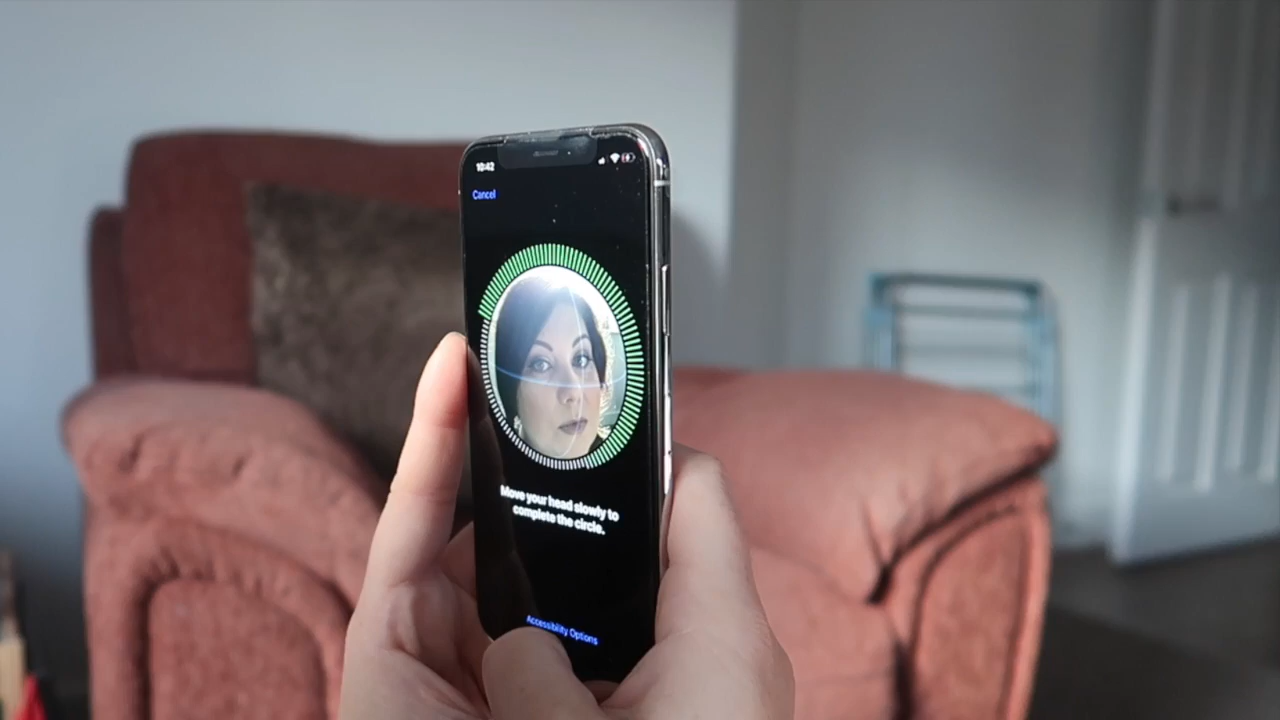 10:42
Cancel
Move your head slowly to
complete the circle.
Accessibility Options